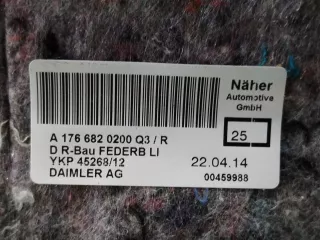 Näher
Automotive
GmbH
25
A 176 682 0200 Q3 / R
D R-Bau FEDERB LI
YKP 45268/12
DAIMLER AG
22.04.14
00459988